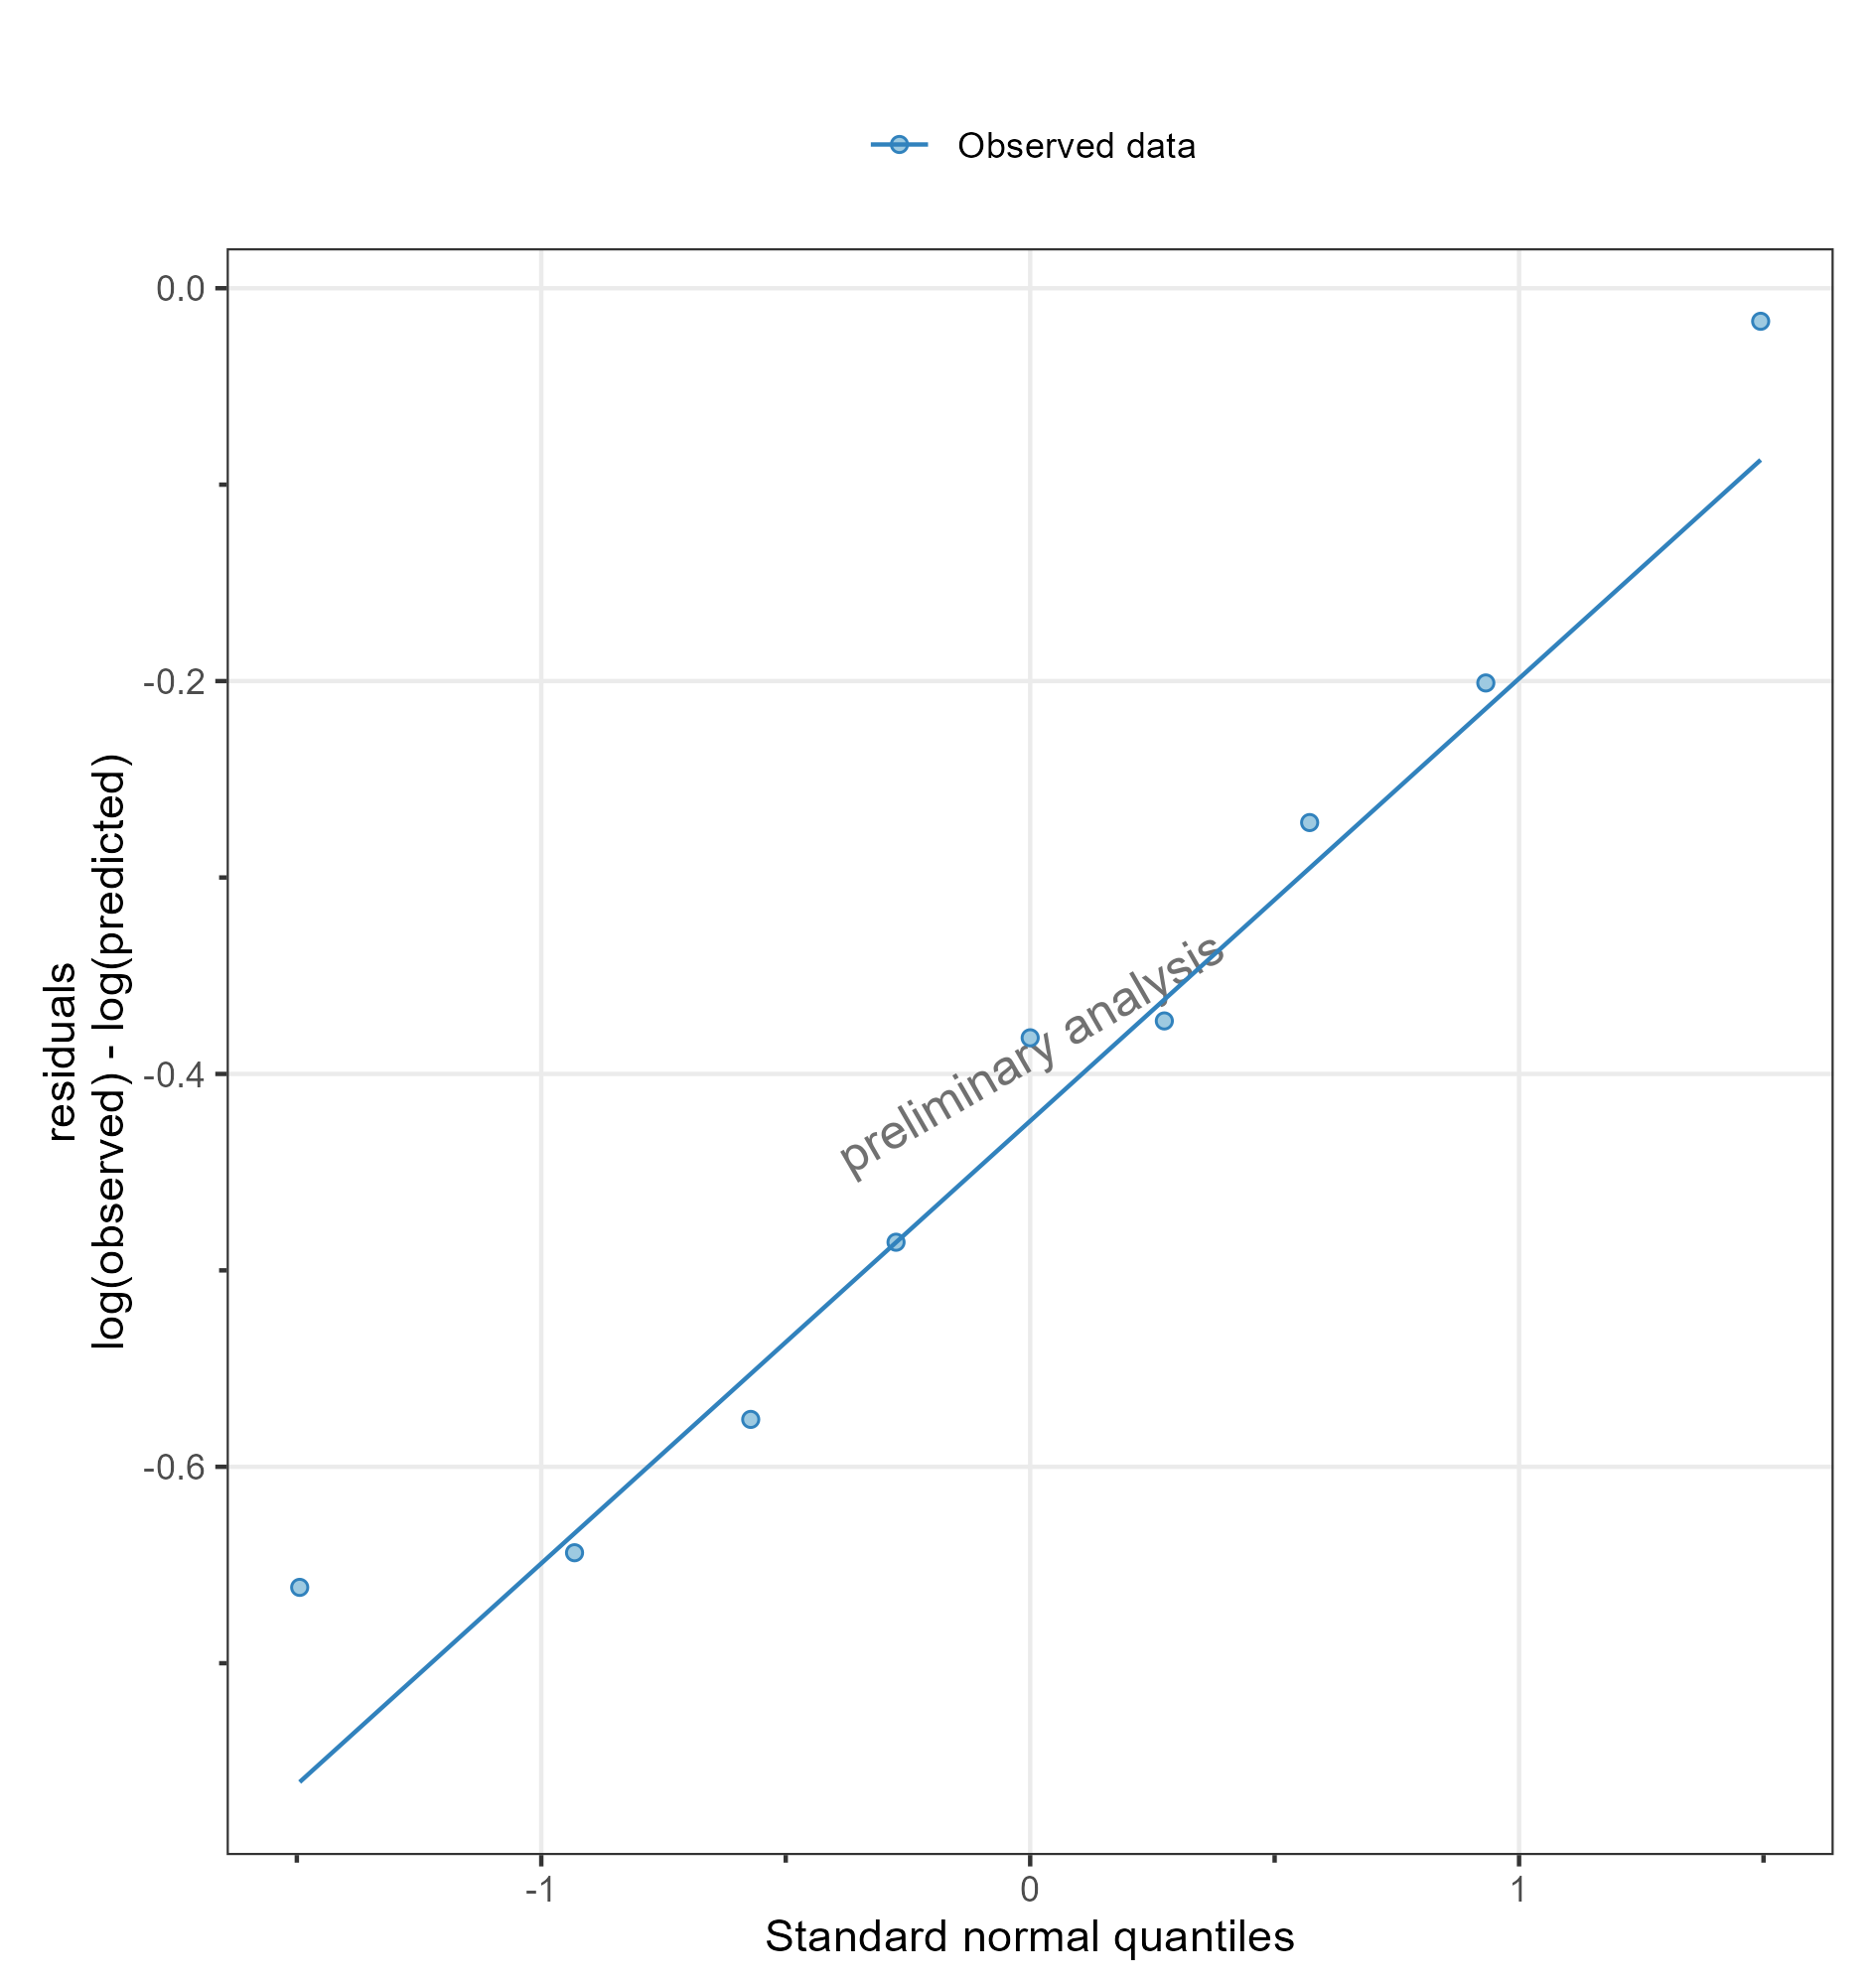 Observed data
0.0
-0.2
-0.4
-0.6
residuals
log(observed) - log(predicted)
preliminary analysis
-1
0
1
Standard normal quantiles